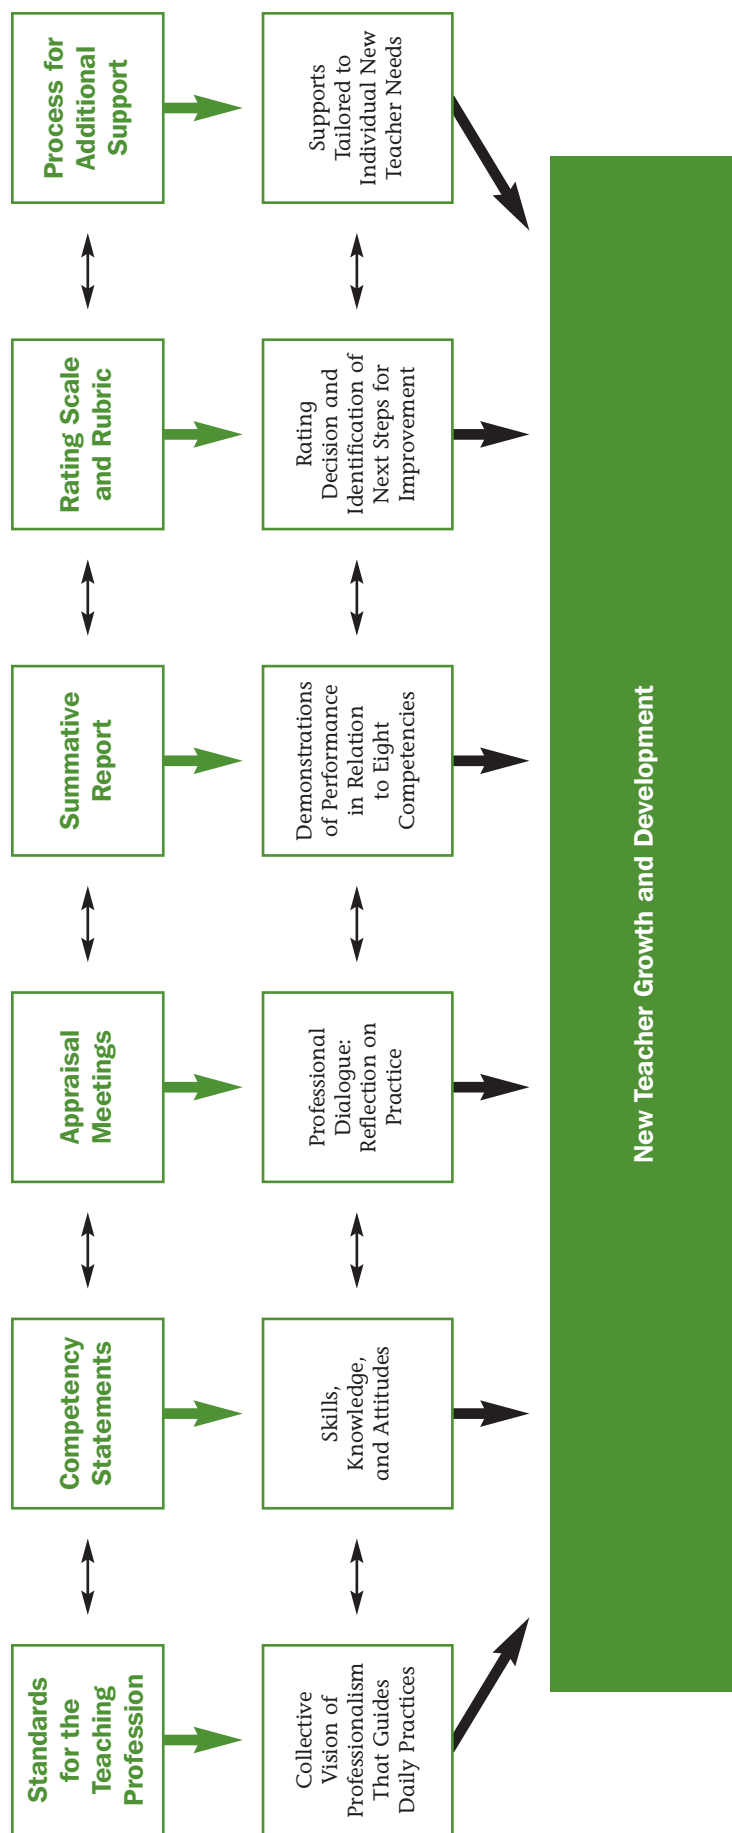 Standards
for the
Teaching
Profession
Competency
Statements
Appraisal
Meetings
Summative
Report
Rating Scale
and Rubric
Process for
Additional
Support
Collective
Vision of
Professionalism
That Guides
Daily Practices
Skills,
Knowledge,
and Attitudes
Professional
Dialogue:
Reflection on
Practice
Demonstrations
of Performance
in Relation
to Eight
Competencies
Rating
Decision and
Identification of
Next Steps for
Improvement
Supports
Tailored to
Individual New
Teacher Needs
New Teacher Growth and Development